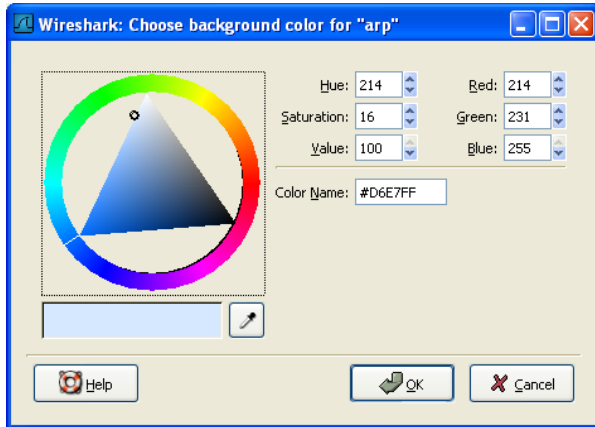 Wireshark: Choose background color for "arp"
Hue: 214 Red: 214
Saturation: 16 Green: 231
Value: 100 Blue: 255
Color Name: #D6E7FF
Help OK Cancel